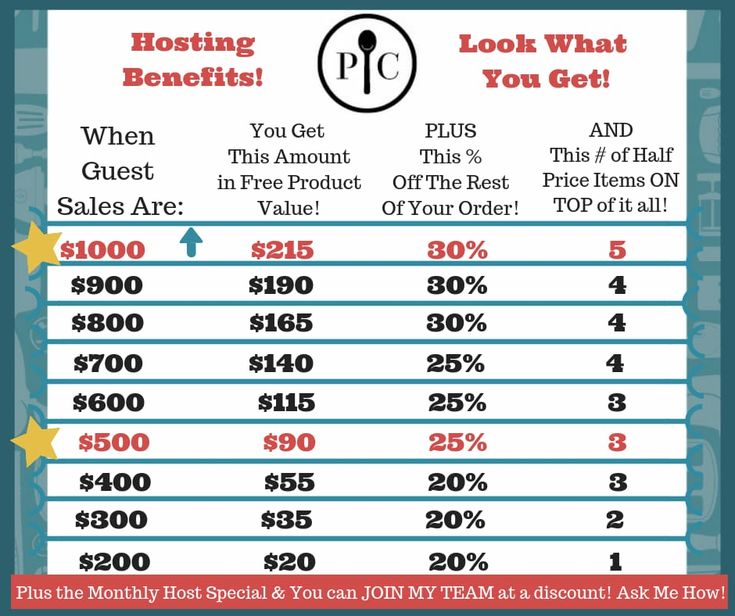 Hosting
Benefits!
P C
Look What
You Get!
When
Guest
Sales Are:
You Get
This Amount
in Free Product
Value!
PLUS
This %
Off The Rest
Of Your Order!
AND
This # of Half
Price Items ON
TOP of it all!
$1000 $215 30% 5
$900 $190 30% 4
$800 $165 30% 4
$700 $140 25% 4
$600 $115 25% 3
$500 $90 25% 3
$400 $55 20% 3
$300 $35 20% 2
$200 $20 20% 1
Plus the Monthly Host Special & You can JOIN MY TEAM at a discount! Ask Me How!